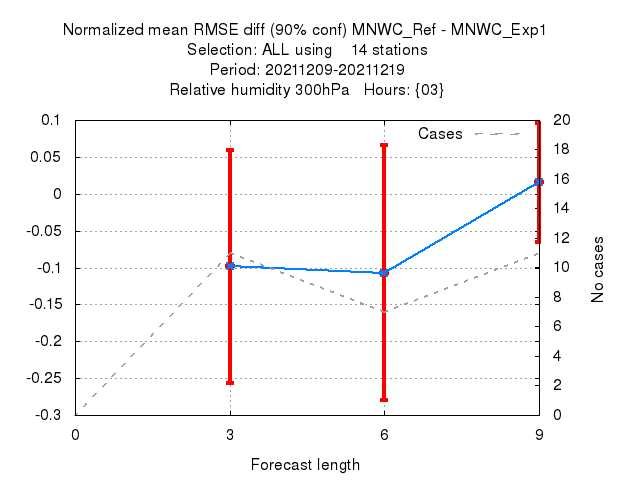 Normalized mean RMSE diff (90% conf) MNWC_Ref - MNWC_Exp1
Selection: ALL using    14 stations
Period: 20211209-20211219
Relative humidity 300hPa   Hours: {03}
Cases
0.1
0.05
0
-0.05
-0.1
-0.15
-0.2
-0.25
-0.3
20
18
16
14
12
10
8
6
4
2
0
No cases
0 3 6 9
Forecast length